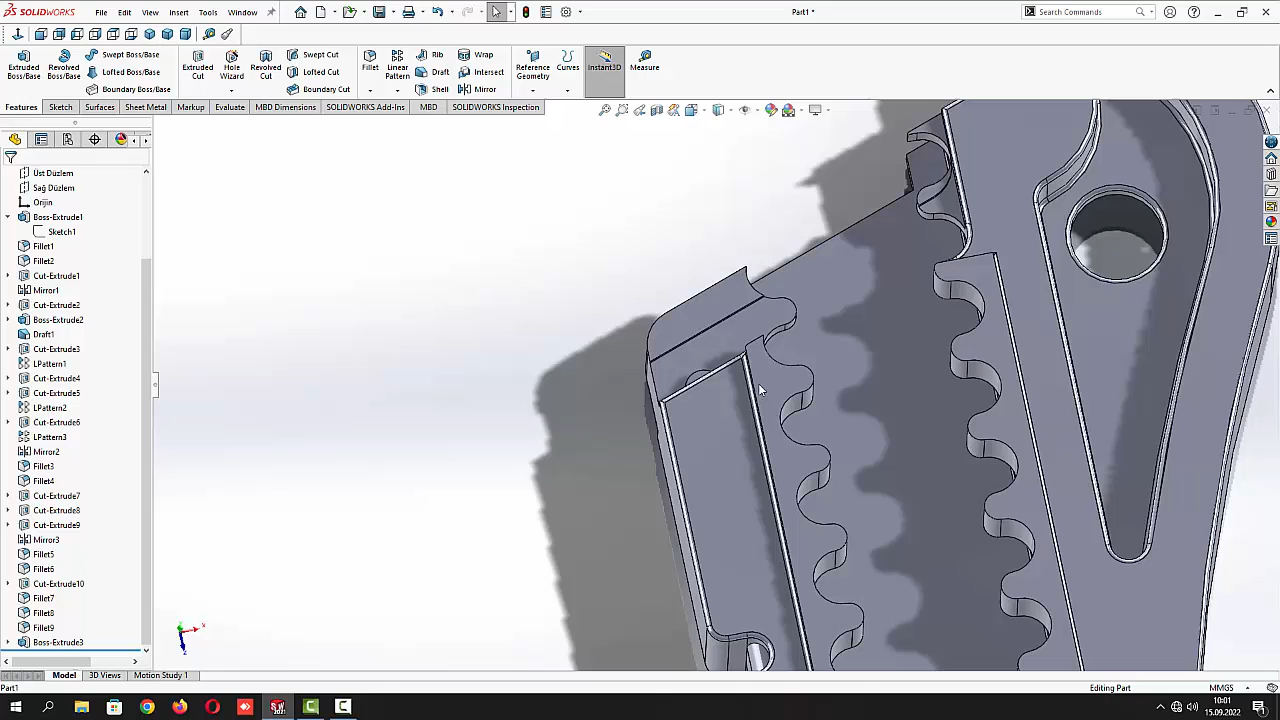 SOLIDWORKS File Edit View Insert Tools Window Part1 * Search Commands
Extruded Boss/Base
Revolved Boss/Base
Swept Boss/Base
Lofted Boss/Base
Boundary Boss/Base
Extruded Cut
Hole Wizard
Revolved Cut
Swept Cut
Lofted Cut
Boundary Cut
Fillet
Linear Pattern
Rib
Draft
Shell
Wrap
Intersect
Mirror
Reference Geometry
Curves
Instant3D
Measure
Features Sketch Surfaces Sheet Metal Markup Evaluate MBD Dimensions SOLIDWORKS Add-Ins MBD SOLIDWORKS Inspection
Üst Düzlem
Sağ Düzlem
Orijin
Boss-Extrude1
Sketch1
Fillet1
Fillet2
Cut-Extrude1
Mirror1
Cut-Extrude2
Boss-Extrude2
Draft1
Cut-Extrude3
LPattern1
Cut-Extrude4
Cut-Extrude5
LPattern2
Cut-Extrude6
LPattern3
Mirror2
Fillet3
Fillet4
Cut-Extrude7
Cut-Extrude8
Cut-Extrude9
Mirror3
Fillet5
Fillet6
Cut-Extrude10
Fillet7
Fillet8
Fillet9
Boss-Extrude3
Model 3D Views Motion Study 1
Part1 Editing Part MMGS
10:01
15.09.2022